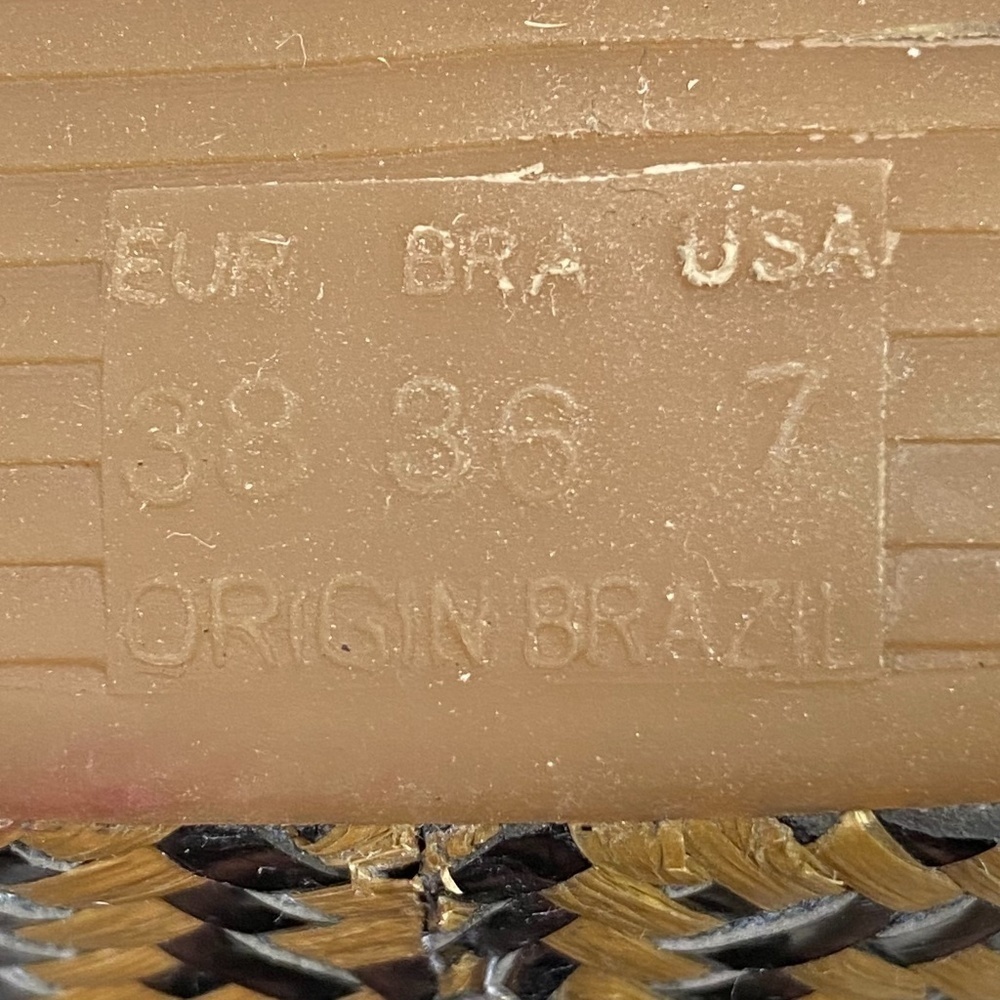 EUR BRA USA
38 36 7
ORIGIN BRAZIL